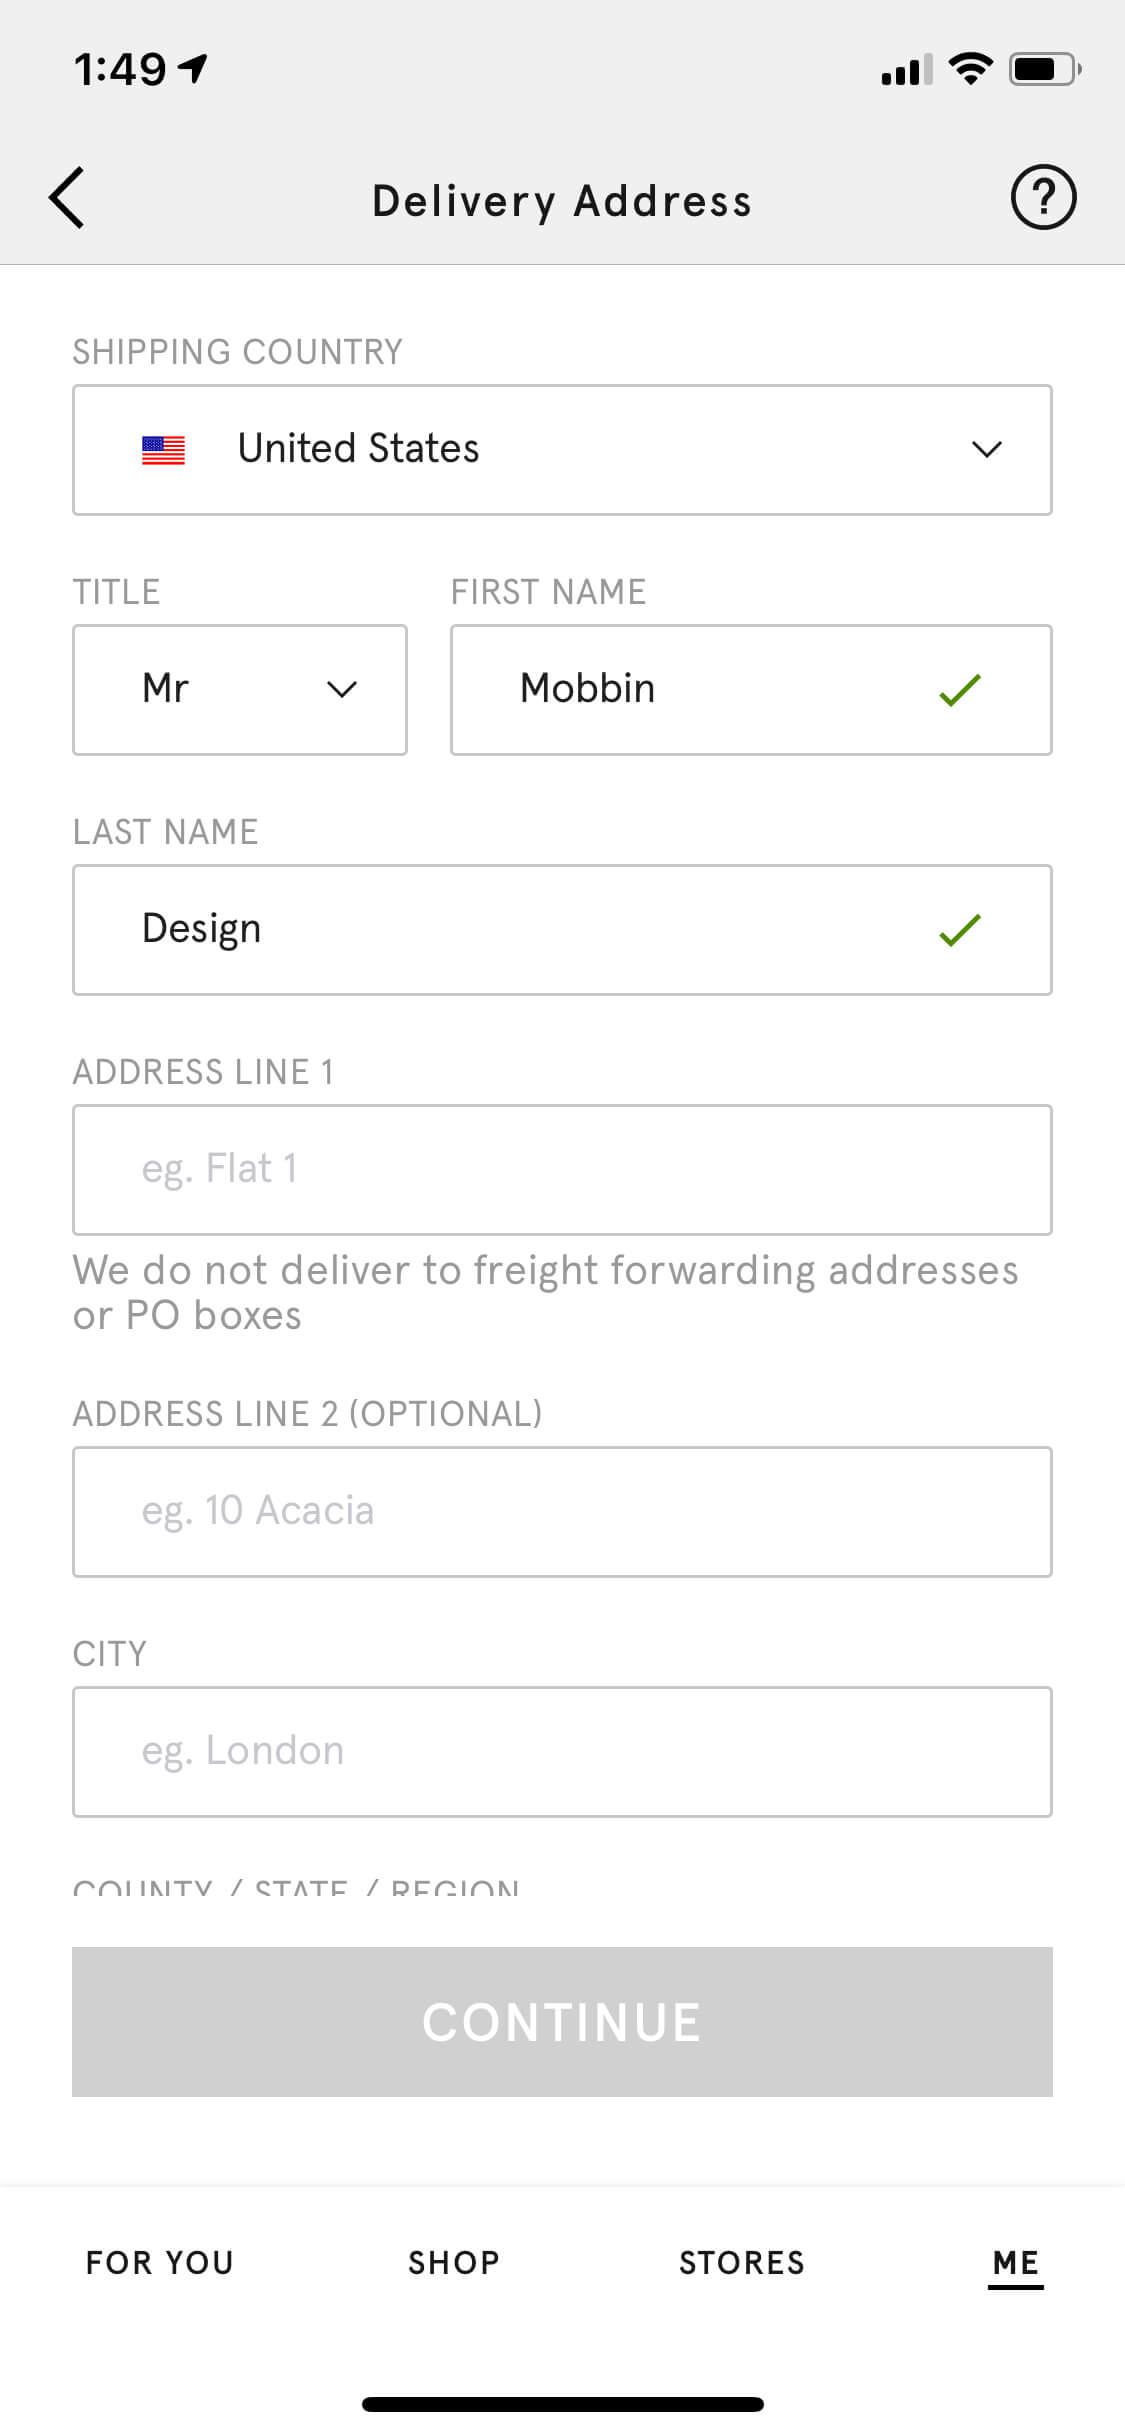 1:49
Delivery Address
?
SHIPPING COUNTRY
United States
TITLE
FIRST NAME
Mr
Mobbin
LAST NAME
Design
ADDRESS LINE 1
eg. Flat 1
We do not deliver to freight forwarding addresses
or PO boxes
ADDRESS LINE 2 (OPTIONAL)
eg. 10 Acacia
CITY
eg. London
COUNTY / STATE / REGION
CONTINUE
FOR YOU
SHOP
STORES
ME